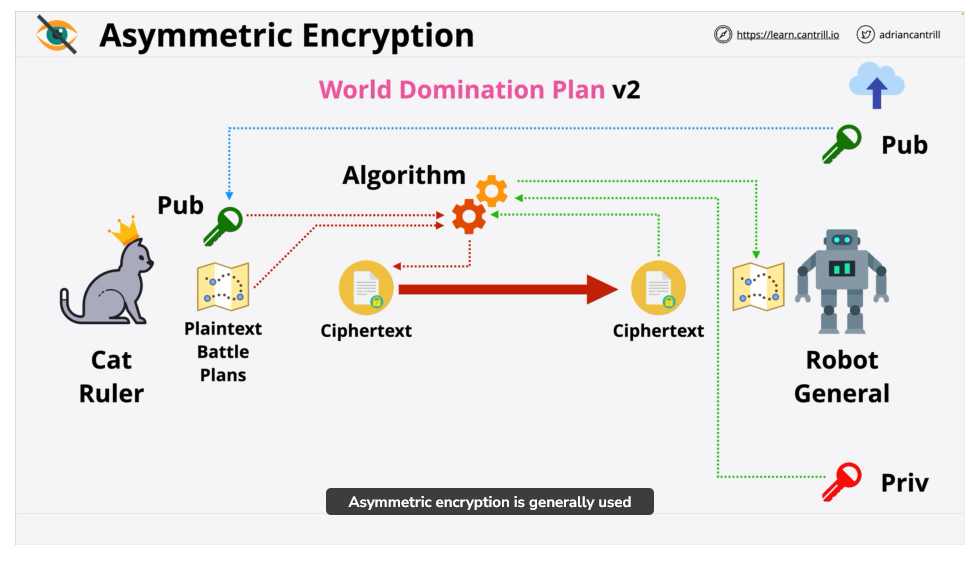 Asymmetric Encryption
https://learn.cantrill.io
adriancantrill
World Domination Plan v2
Pub
Algorithm
Pub
Plaintext
Battle
Plans
Ciphertext
Ciphertext
Cat
Ruler
Robot
General
Priv
Asymmetric encryption is generally used